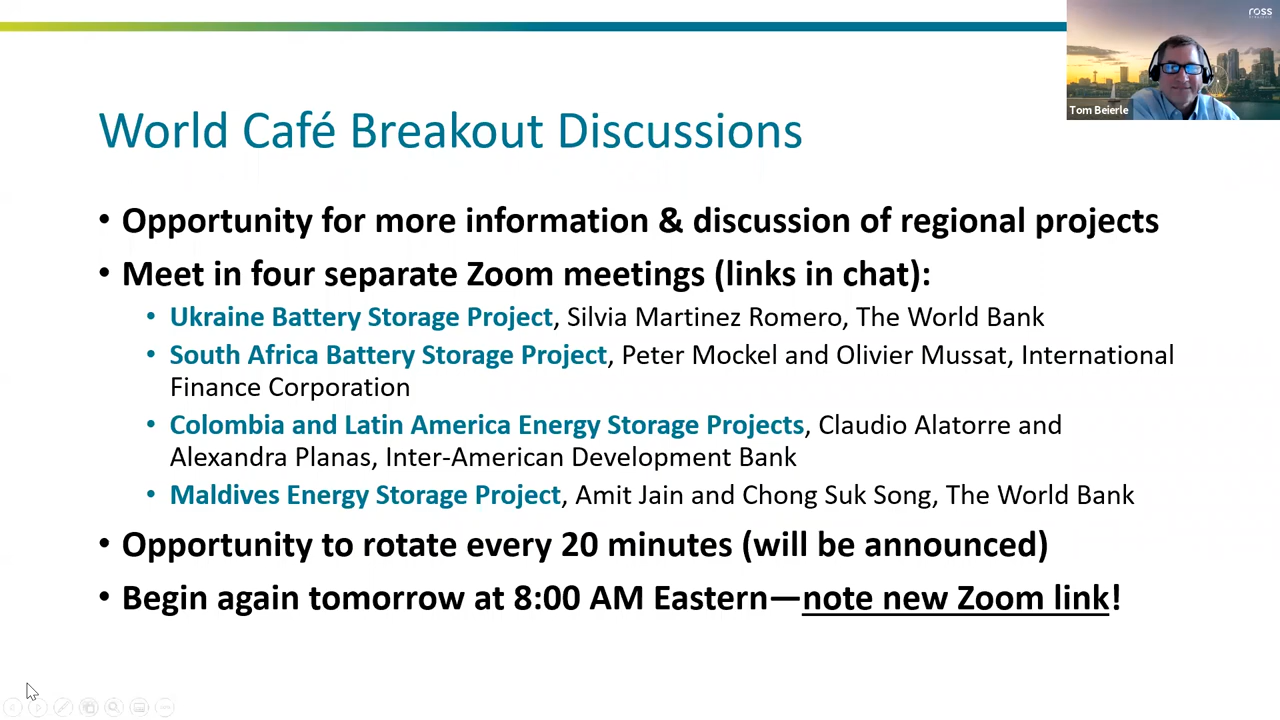 ross
Tom Beierle
World Café Breakout Discussions
• Opportunity for more information & discussion of regional projects
• Meet in four separate Zoom meetings (links in chat):
• Ukraine Battery Storage Project, Silvia Martinez Romero, The World Bank
• South Africa Battery Storage Project, Peter Mockel and Olivier Mussat, International
Finance Corporation
• Colombia and Latin America Energy Storage Projects, Claudio Alatorre and
Alexandra Planas, Inter-American Development Bank
• Maldives Energy Storage Project, Amit Jain and Chong Suk Song, The World Bank
• Opportunity to rotate every 20 minutes (will be announced)
• Begin again tomorrow at 8:00 AM Eastern—note new Zoom link!